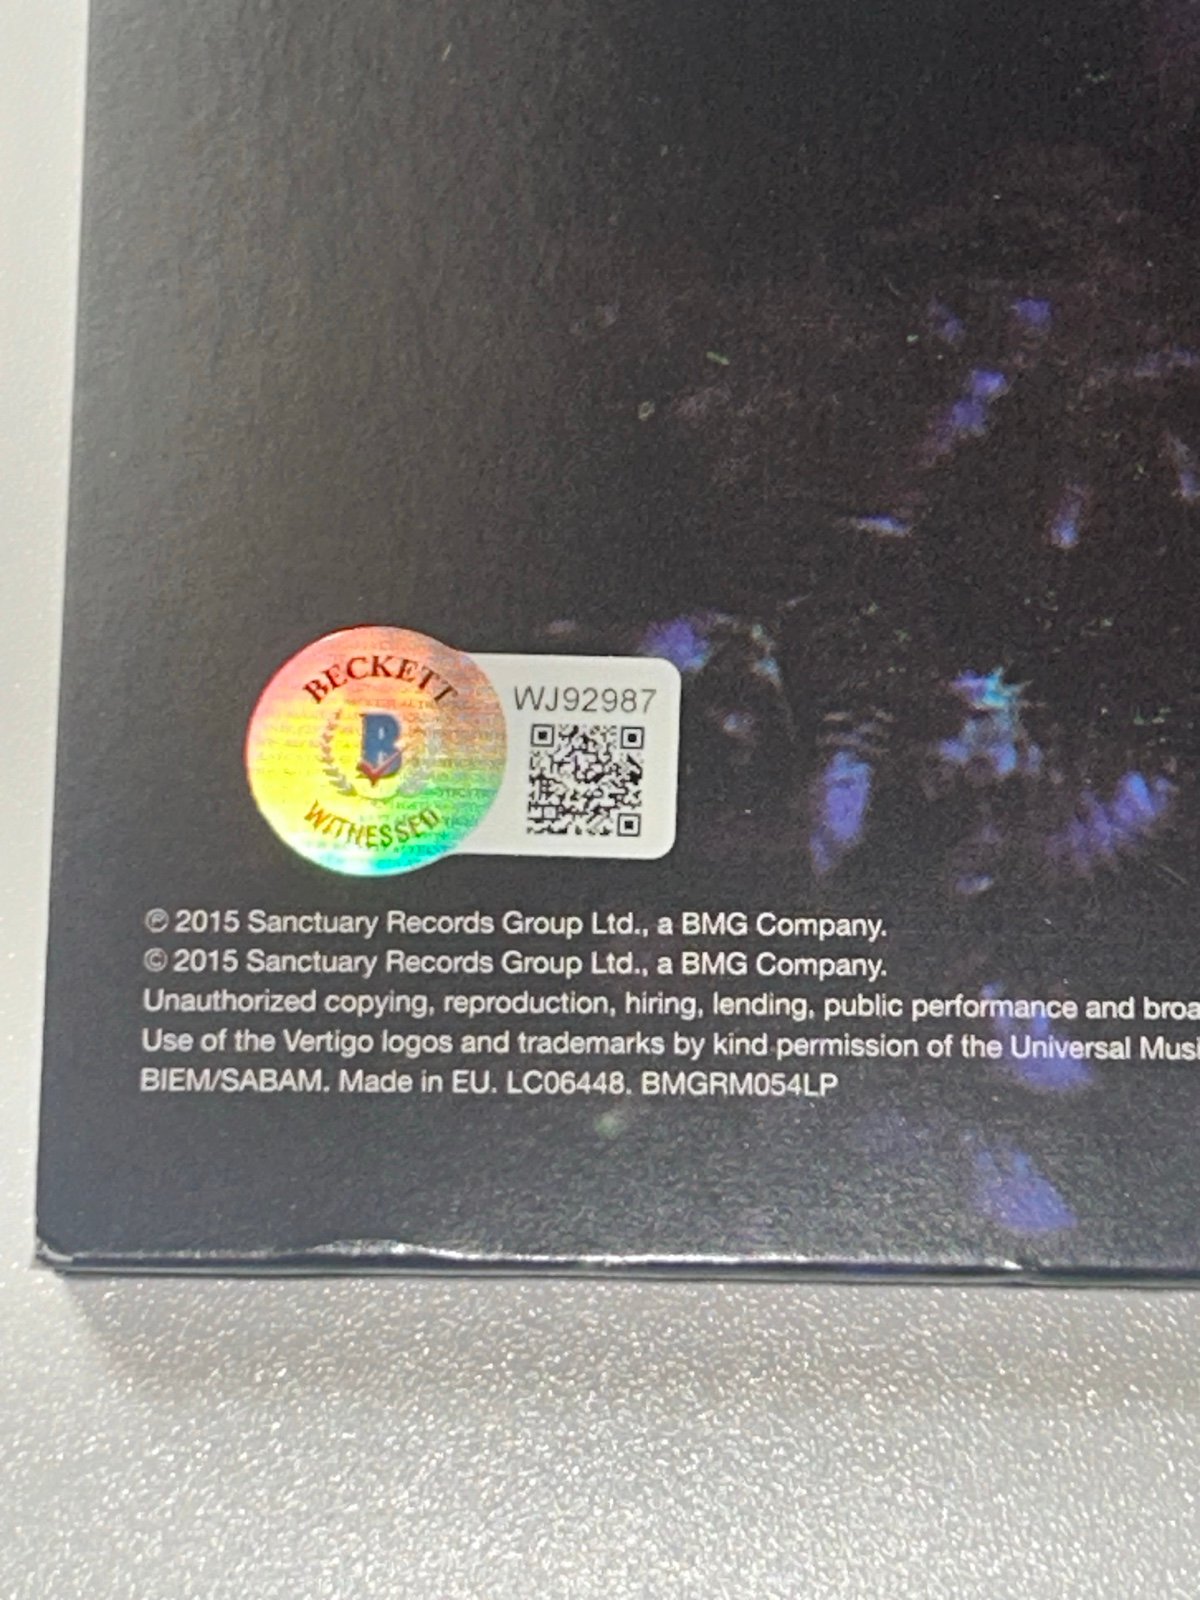 BECKETT
B
WITNESSED
WJ92987
℗ 2015 Sanctuary Records Group Ltd., a BMG Company.
© 2015 Sanctuary Records Group Ltd., a BMG Company.
Unauthorized copying, reproduction, hiring, lending, public performance and broa
Use of the Vertigo logos and trademarks by kind permission of the Universal Musi
BIEM/SABAM. Made in EU. LC06448. BMGRM054LP